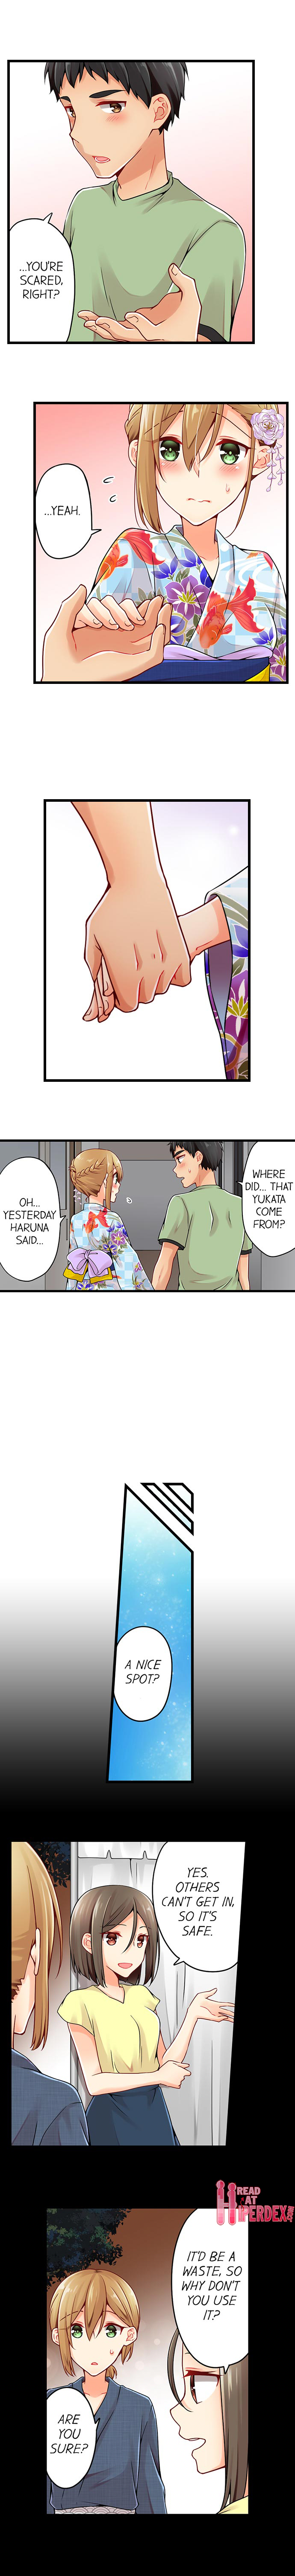 ...YOU'RE
SCARED,
RIGHT?
...YEAH.
WHERE
DID... THAT
YUKATA
COME
FROM?
OH...
YESTERDAY
HARUNA
SAID...
A NICE
SPOT?
YES.
OTHERS
CAN'T GET IN,
SO IT'S
SAFE.
READ
AT
HIPERDEX
IT'D BE A
WASTE, SO
WHY DON'T
YOU USE
IT?
ARE
YOU
SURE?